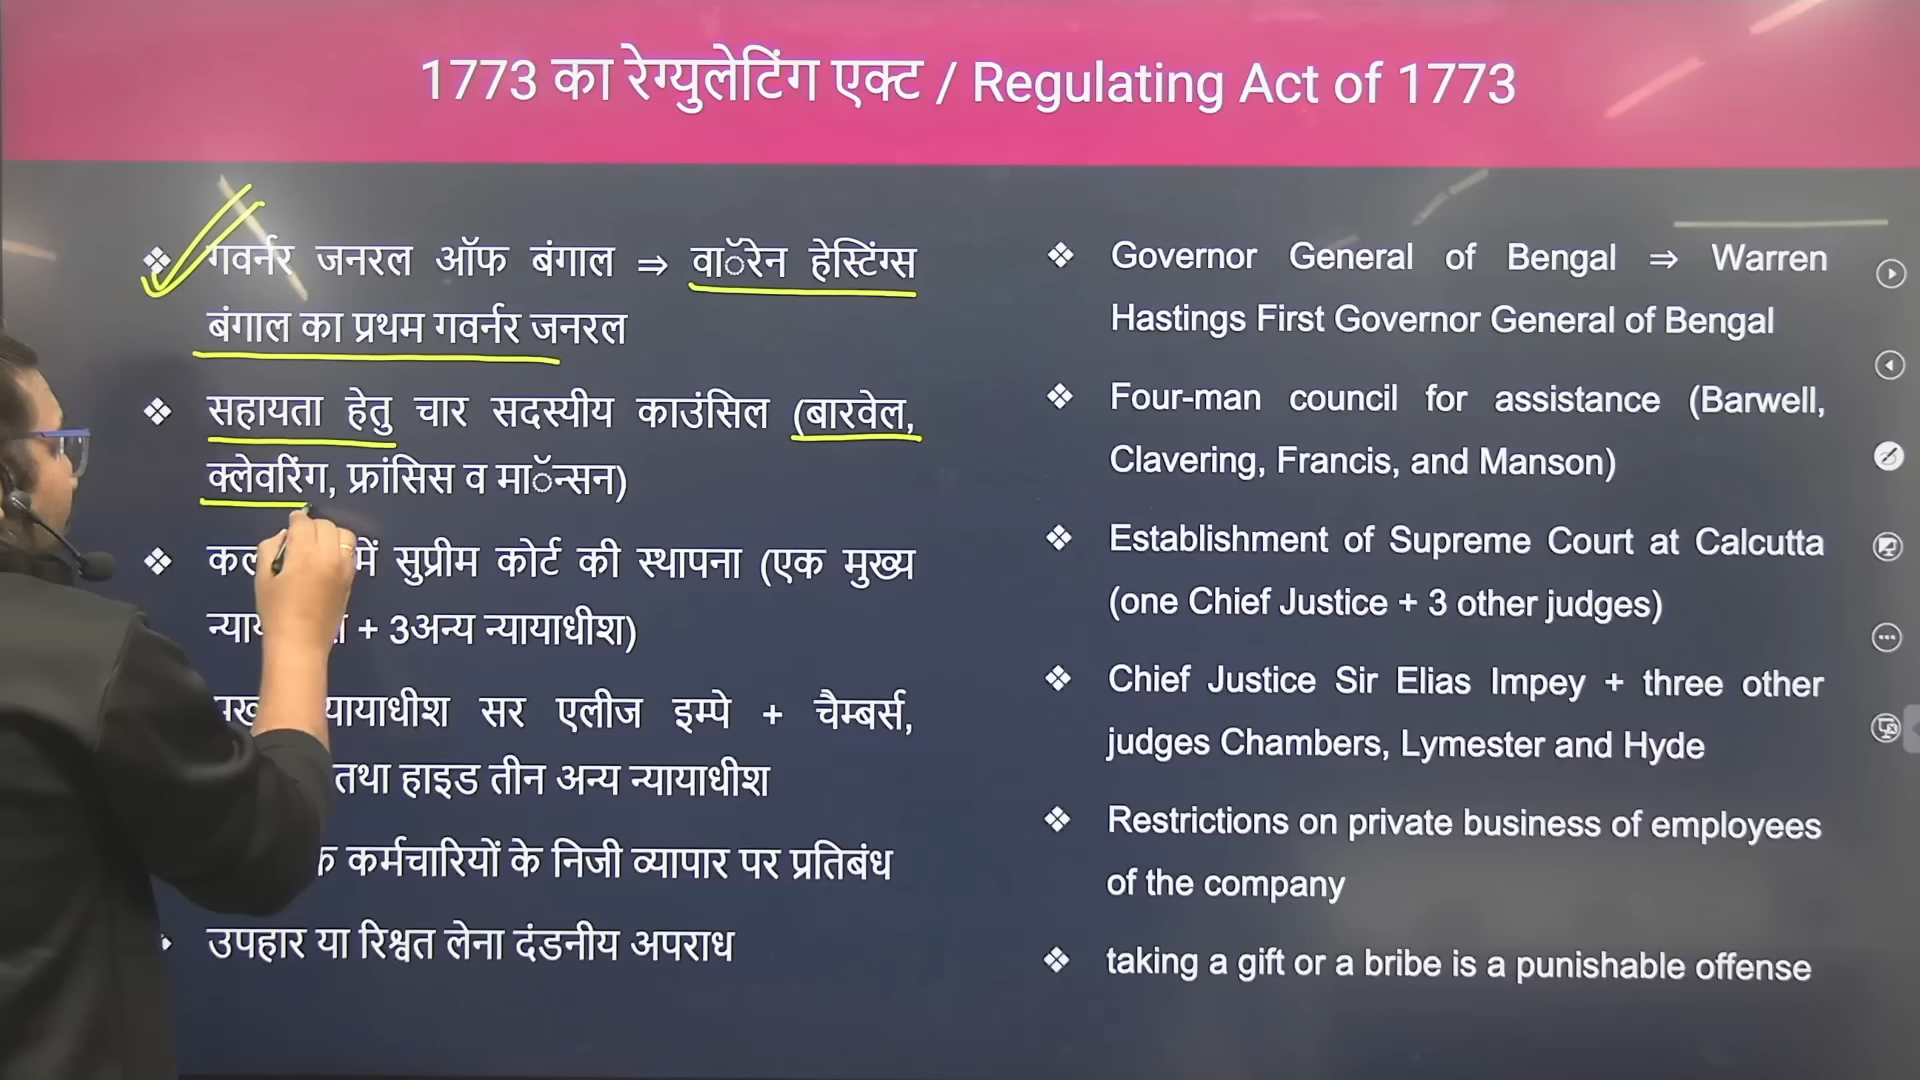 1773 का रेग्युलेटिंग एक्ट / Regulating Act of 1773
❖ गवर्नर जनरल ऑफ बंगाल ⇒ वाॅरेन हेस्टिंग्स
बंगाल का प्रथम गवर्नर जनरल
❖ सहायता हेतु चार सदस्यीय काउंसिल (बारवेल,
क्लेवरिंग, फ्रांसिस व माॅन्सन)
❖ में सुप्रीम कोर्ट की स्थापना (एक मुख्य
+ 3अन्य न्यायाधीश)
सर एलीज इम्पे + चैम्बर्स,
तथा हाइड तीन अन्य न्यायाधीश
कर्मचारियों के निजी व्यापार पर प्रतिबंध
उपहार या रिश्वत लेना दंडनीय अपराध
❖ Governor General of Bengal ⇒ Warren
Hastings First Governor General of Bengal
❖ Four-man council for assistance (Barwell,
Clavering, Francis, and Manson)
❖ Establishment of Supreme Court at Calcutta
(one Chief Justice + 3 other judges)
❖ Chief Justice Sir Elias Impey + three other
judges Chambers, Lymester and Hyde
❖ Restrictions on private business of employees
of the company
❖ taking a gift or a bribe is a punishable offense